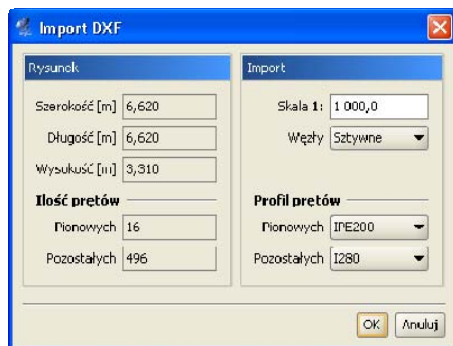 Import DXF
Rysunek
Szerokość [m] 6,620
Długość [m] 6,620
Wysukość [m] 3,310
Ilość prętów
Pionowych 16
Pozostałych 496
Import
Skala 1: 1 000,0
Węzły Sztywne
Profil prętów
Pionowych IPE200
Pozostałych I280
OK Anuluj